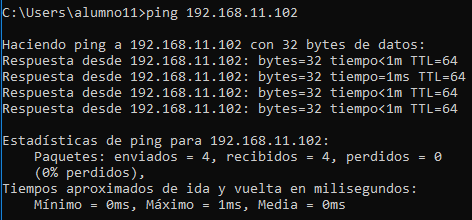 C:\Users\alumno11>ping 192.168.11.102
Haciendo ping a 192.168.11.102 con 32 bytes de datos:
Respuesta desde 192.168.11.102: bytes=32 tiempo<1m TTL=64
Respuesta desde 192.168.11.102: bytes=32 tiempo=1ms TTL=64
Respuesta desde 192.168.11.102: bytes=32 tiempo<1m TTL=64
Respuesta desde 192.168.11.102: bytes=32 tiempo<1m TTL=64
Estadísticas de ping para 192.168.11.102:
    Paquetes: enviados = 4, recibidos = 4, perdidos = 0
    (0% perdidos),
Tiempos aproximados de ida y vuelta en milisegundos:
    Mínimo = 0ms, Máximo = 1ms, Media = 0ms